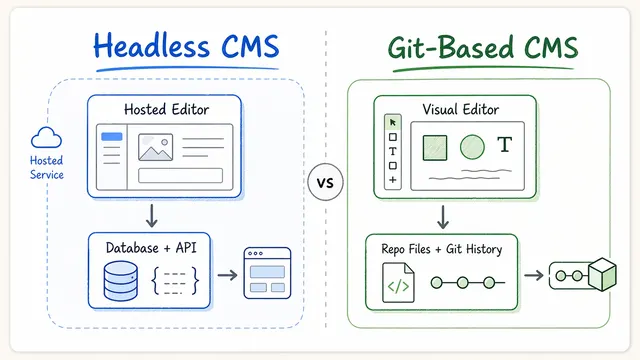 Headless CMS
Git-Based CMS
Hosted Editor
Hosted
Service
Database + API
{ }
VS
Visual Editor
T
T
Repo Files + Git History
</>